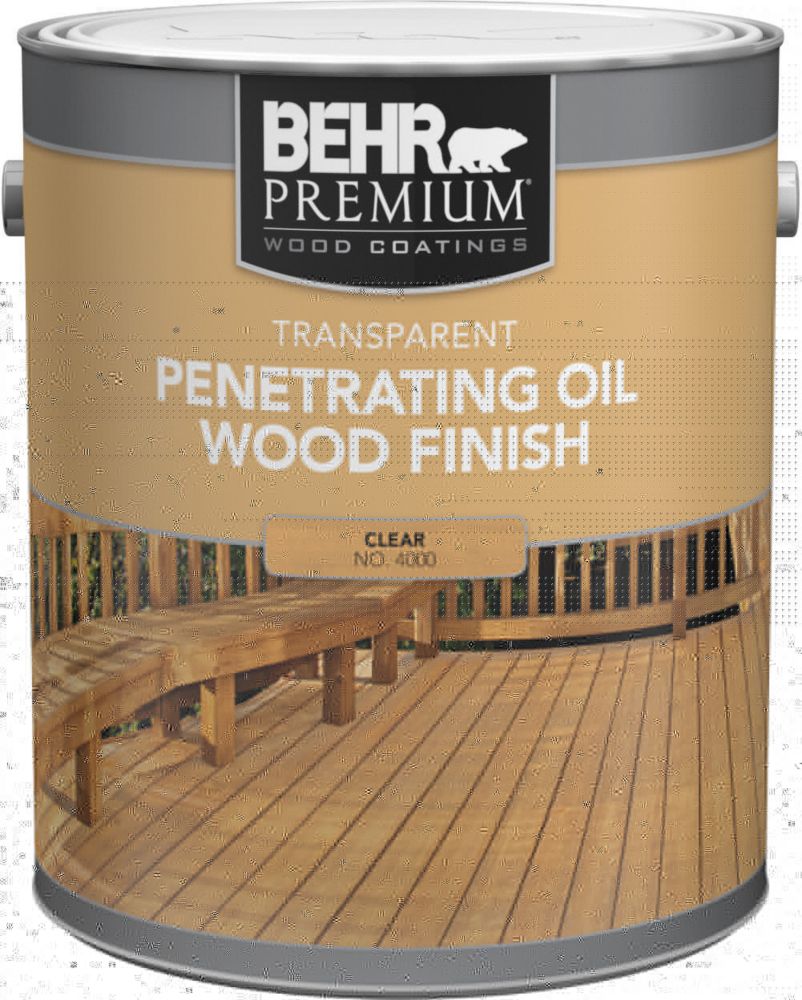 BEHR
PREMIUM®
WOOD COATINGS
TRANSPARENT
PENETRATING OIL
WOOD FINISH
CLEAR
NO. 4000